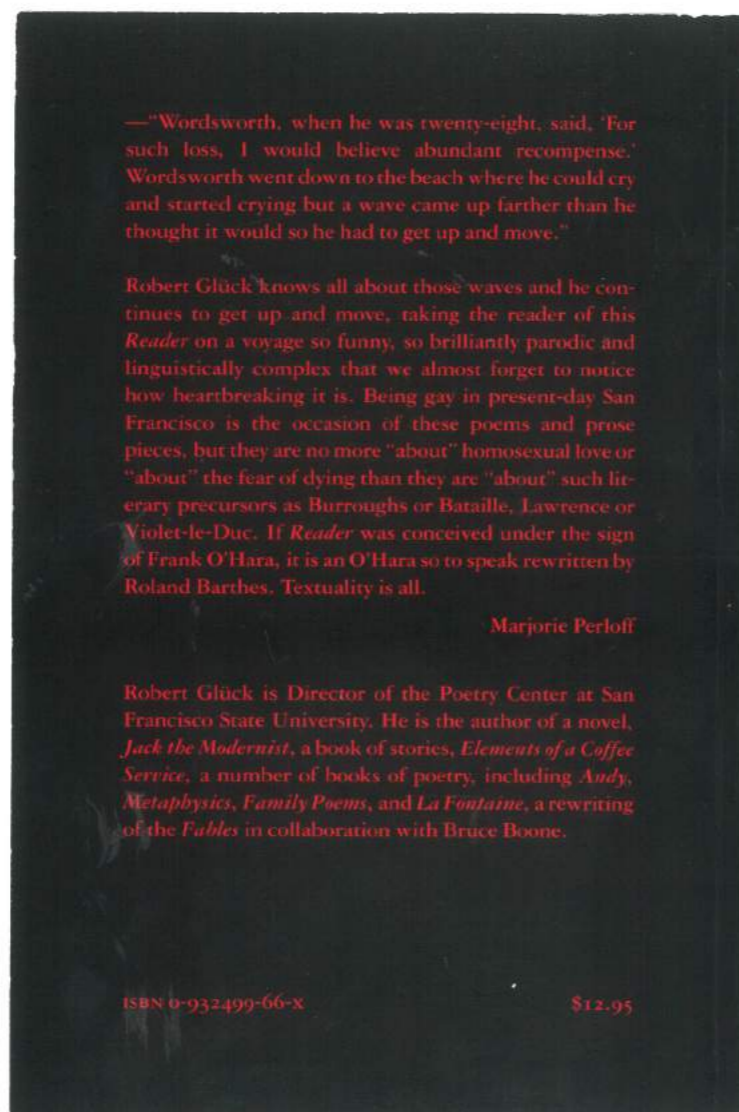 —"Wordsworth, when he was twenty-eight, said, 'For
such loss, I would believe abundant recompense.'
Wordsworth went down to the beach where he could cry
and started crying but a wave came up farther than he
thought it would so he had to get up and move."
Robert Glück knows all about those waves and he con-
tinues to get up and move, taking the reader of this
Reader on a voyage so funny, so brilliantly parodic and
linguistically complex that we almost forget to notice
how heartbreaking it is. Being gay in present-day San
Francisco is the occasion of these poems and prose
pieces, but they are no more "about" homosexual love or
"about" the fear of dying than they are "about" such lit-
erary precursors as Burroughs or Bataille, Lawrence or
Violet-le-Duc. If Reader was conceived under the sign
of Frank O'Hara, it is an O'Hara so to speak rewritten by
Roland Barthes. Textuality is all.
Marjorie Perloff
Robert Glück is Director of the Poetry Center at San
Francisco State University. He is the author of a novel,
Jack the Modernist, a book of stories, Elements of a Coffee
Service, a number of books of poetry, including Andy,
Metaphysics, Family Poems, and La Fontaine, a rewriting
of the Fables in collaboration with Bruce Boone.
ISBN 0-932499-66-X
$12.95